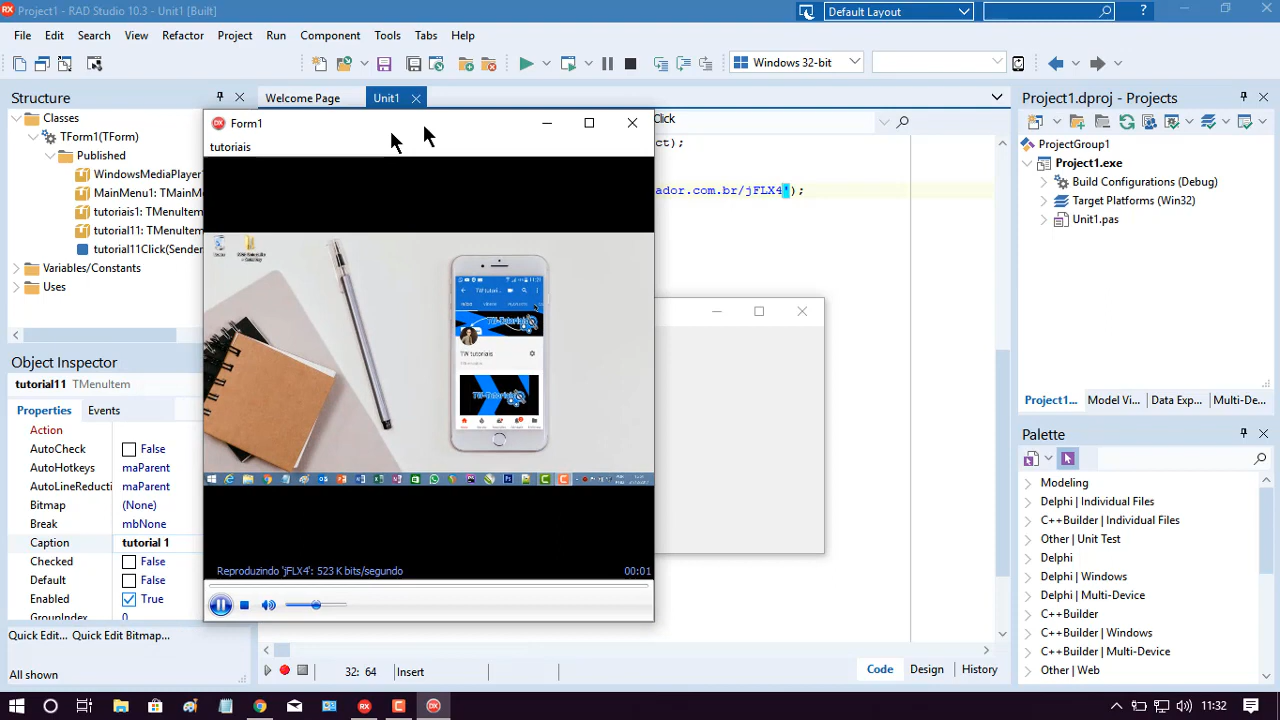 Project1 - RAD Studio 10.3 - Unit1 [Built]
Default Layout
?
File Edit Search View Refactor Project Run Component Tools Tabs Help
Windows 32-bit
Structure
Classes
TForm1(TForm)
Published
WindowsMediaPlayer
MainMenu1: TMainM
tutoriais1: TMenuItem
tutorial11: TMenuItem
tutorial11Click(Sender
Variables/Constants
Uses
Object Inspector
tutorial11 TMenuItem
Properties Events
Action
AutoCheck False
AutoHotkeys maParent
AutoLineReducti maParent
Bitmap (None)
Break mbNone
Caption tutorial 1
Checked False
Default False
Enabled True
GroupIndex 0
Quick Edit... Quick Edit Bitmap...
All shown
Welcome Page Unit1
Click
ct);
ador.com.br/jFLX4');
DX Form1
tutoriais
TW tutoriais
Reproduzindo 'jFLX4': 523 K bits/segundo 00:01
32: 64 Insert
Code Design History
Project1.dproj - Projects
ProjectGroup1
Project1.exe
Build Configurations (Debug)
Target Platforms (Win32)
Unit1.pas
Project1... Model Vi... Data Exp... Multi-De...
Palette
Modeling
Delphi | Individual Files
C++Builder | Individual Files
Other | Unit Test
Delphi
Delphi | Windows
Delphi | Multi-Device
C++Builder
C++Builder | Windows
C++Builder | Multi-Device
Other | Web
11:32